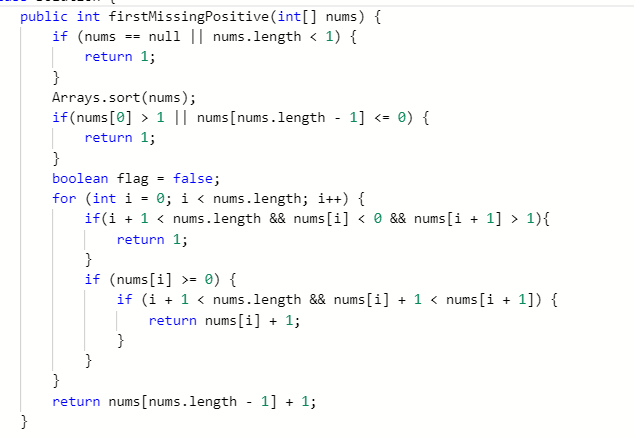 public int firstMissingPositive(int[] nums) {
if (nums == null || nums.length < 1) {
return 1;
}
Arrays.sort(nums);
if(nums[0] > 1 || nums[nums.length - 1] <= 0) {
return 1;
}
boolean flag = false;
for (int i = 0; i < nums.length; i++) {
if(i + 1 < nums.length && nums[i] < 0 && nums[i + 1] > 1){
return 1;
}
if (nums[i] >= 0) {
if (i + 1 < nums.length && nums[i] + 1 < nums[i + 1]) {
return nums[i] + 1;
}
}
}
return nums[nums.length - 1] + 1;
}